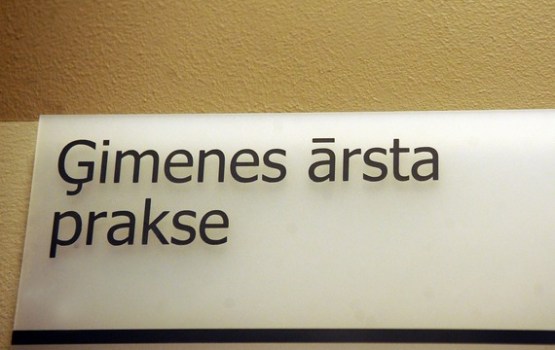 Ģimenes ārsta
prakse